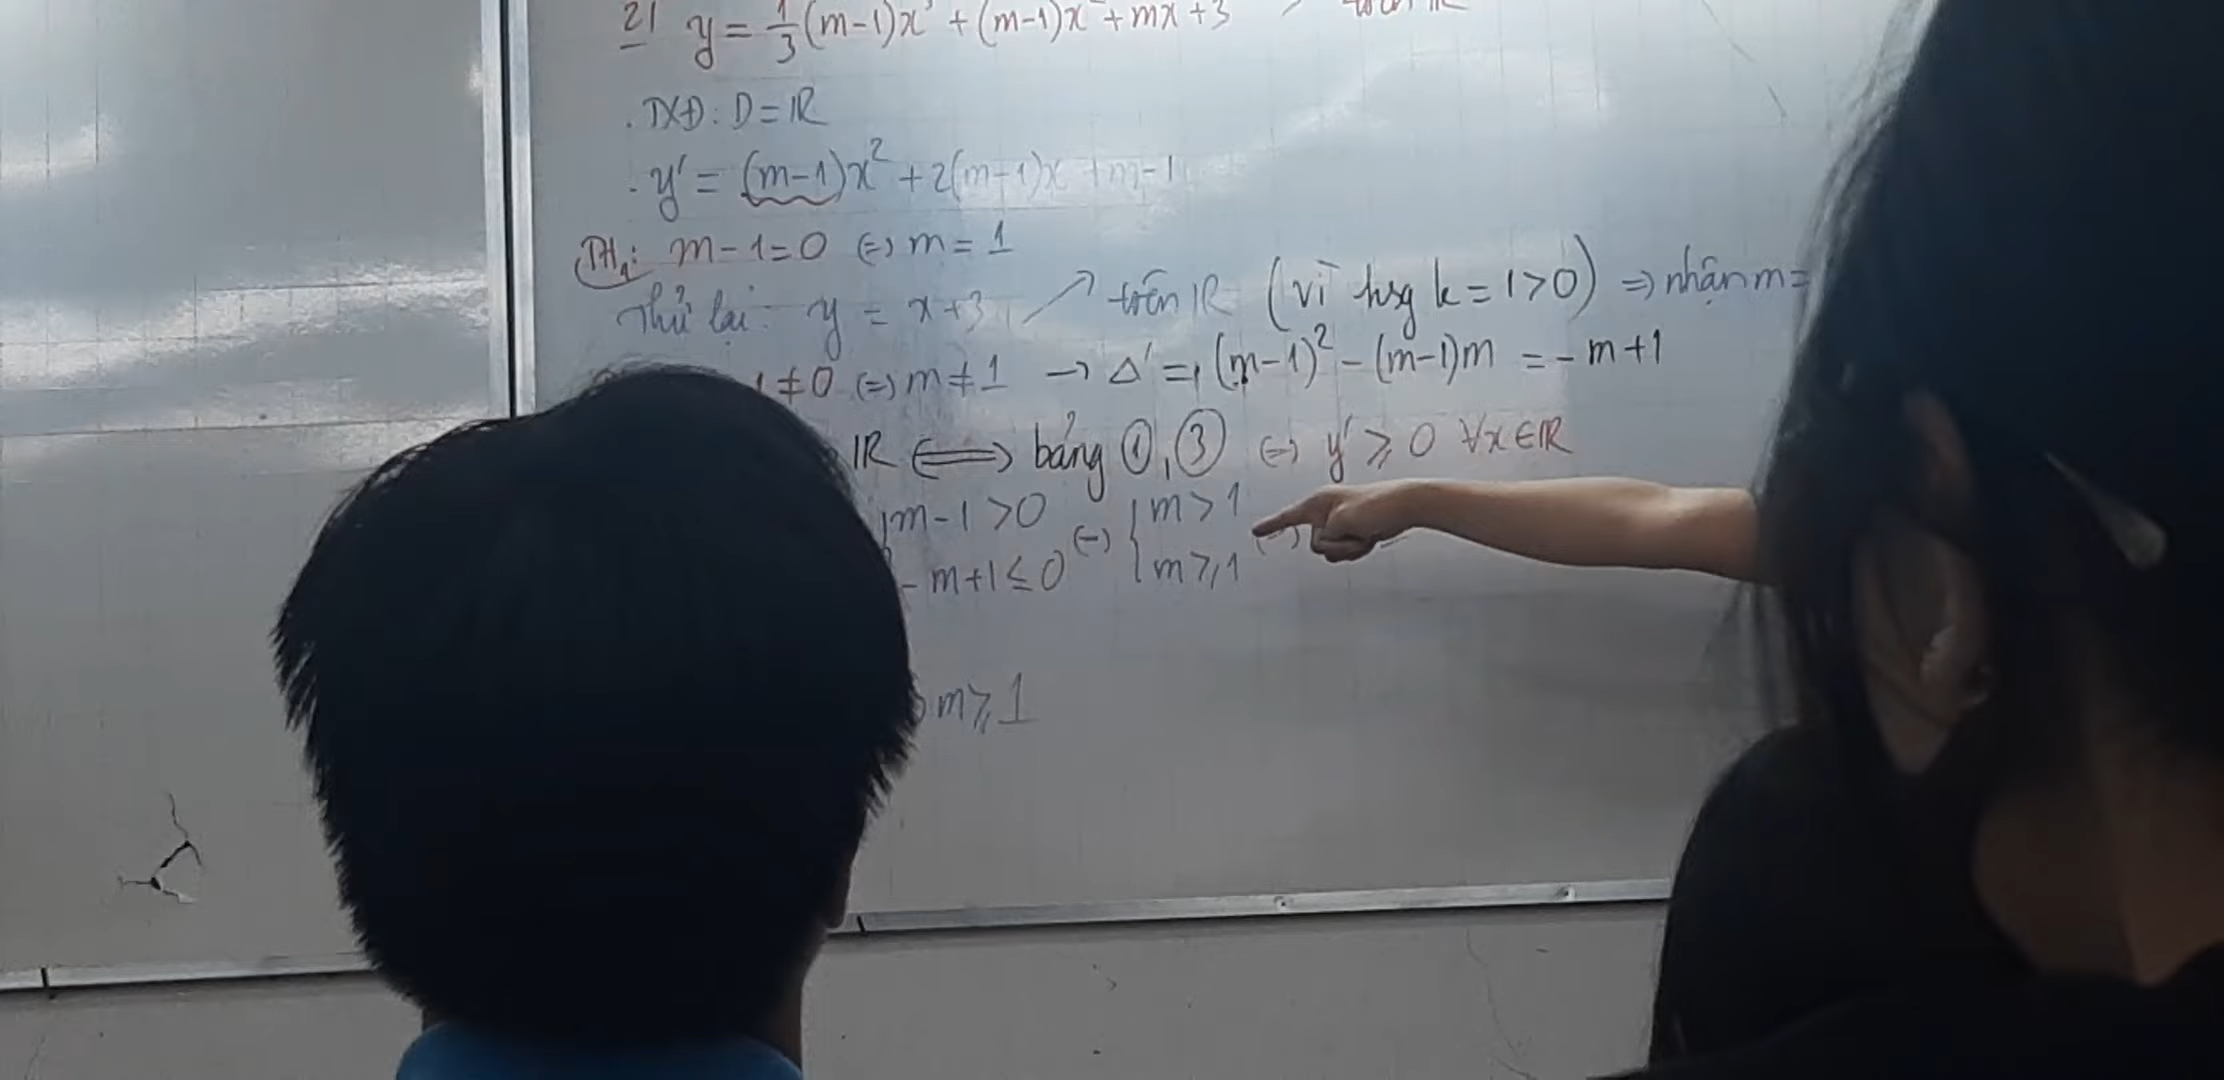 2) y = 1/3(m-1)x³ + (m-1)x² + mx + 3 ↗ trên ℝ
. TXĐ: D = ℝ
. y' = (m-1)x² + 2(m-1)x + m-1
TH₁: m - 1 = 0 ⇔ m = 1
Thử lại: y = x + 3 ↗ trên ℝ (vì hsg k = 1 > 0) ⇒ nhận m =
≠ 0 ⇔ m ≠ 1 → Δ' = (m-1)² - (m-1)m = - m + 1
ℝ ⇔ bảng ①, ③ ⇔ y' ⩾ 0 ∀x ∈ ℝ
{ m - 1 > 0 ⇔ { m > 1 ⇔
- m + 1 ≤ 0 m ⩾ 1
m ⩾ 1